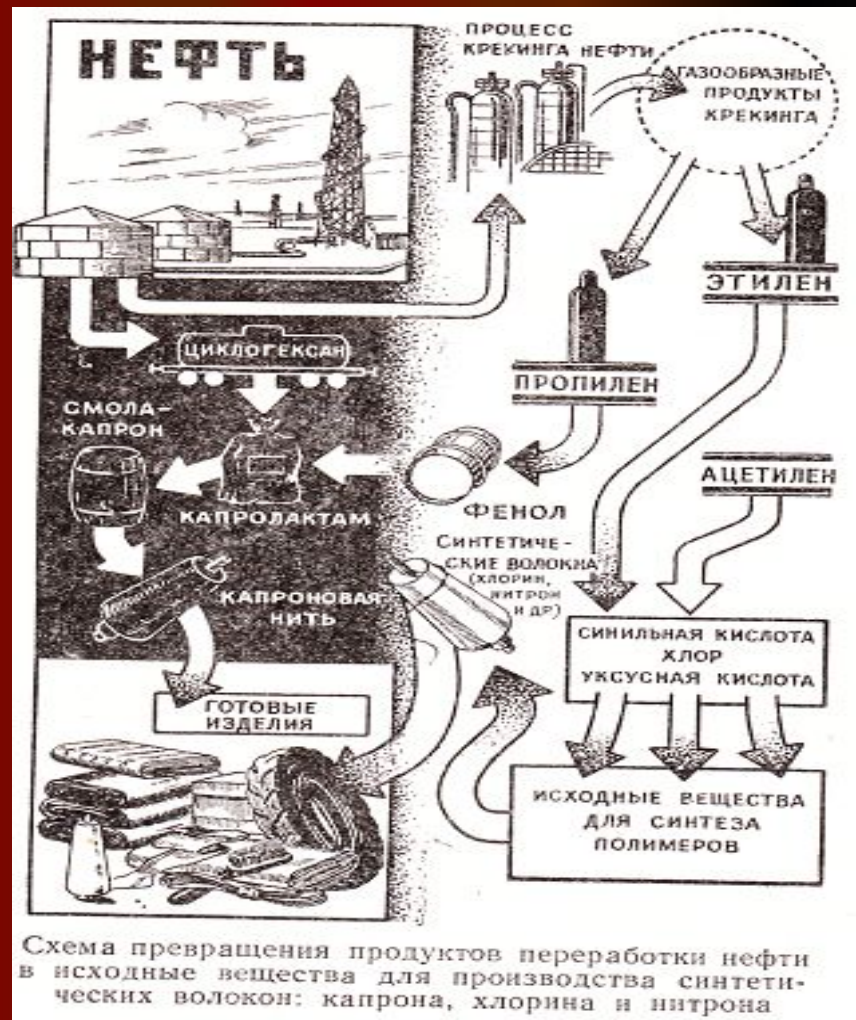 НЕФТЬ
ПРОЦЕСС
КРЕКИНГА НЕФТИ
ГАЗООБРАЗНЫЕ
ПРОДУКТЫ
КРЕКИНГА
ЭТИЛЕН
ЦИКЛОГЕКСАН
ПРОПИЛЕН
СМОЛА-
КАПРОН
АЦЕТИЛЕН
КАПРОЛАКТАМ
ФЕНОЛ
СИНТЕТИЧЕ-
СКИЕ ВОЛОКНА
(ХЛОРИН,
НИТРОН
И ДР)
КАПРОНОВАЯ
НИТЬ
СИНИЛЬНАЯ КИСЛОТА
ХЛОР
УКСУСНАЯ КИСЛОТА
ГОТОВЫЕ
ИЗДЕЛИЯ
ИСХОДНЫЕ ВЕЩЕСТВА
ДЛЯ СИНТЕЗА
ПОЛИМЕРОВ
Схема превращения продуктов переработки нефти
в исходные вещества для производства синтети-
ческих волокон: капрона, хлорина и нитрона